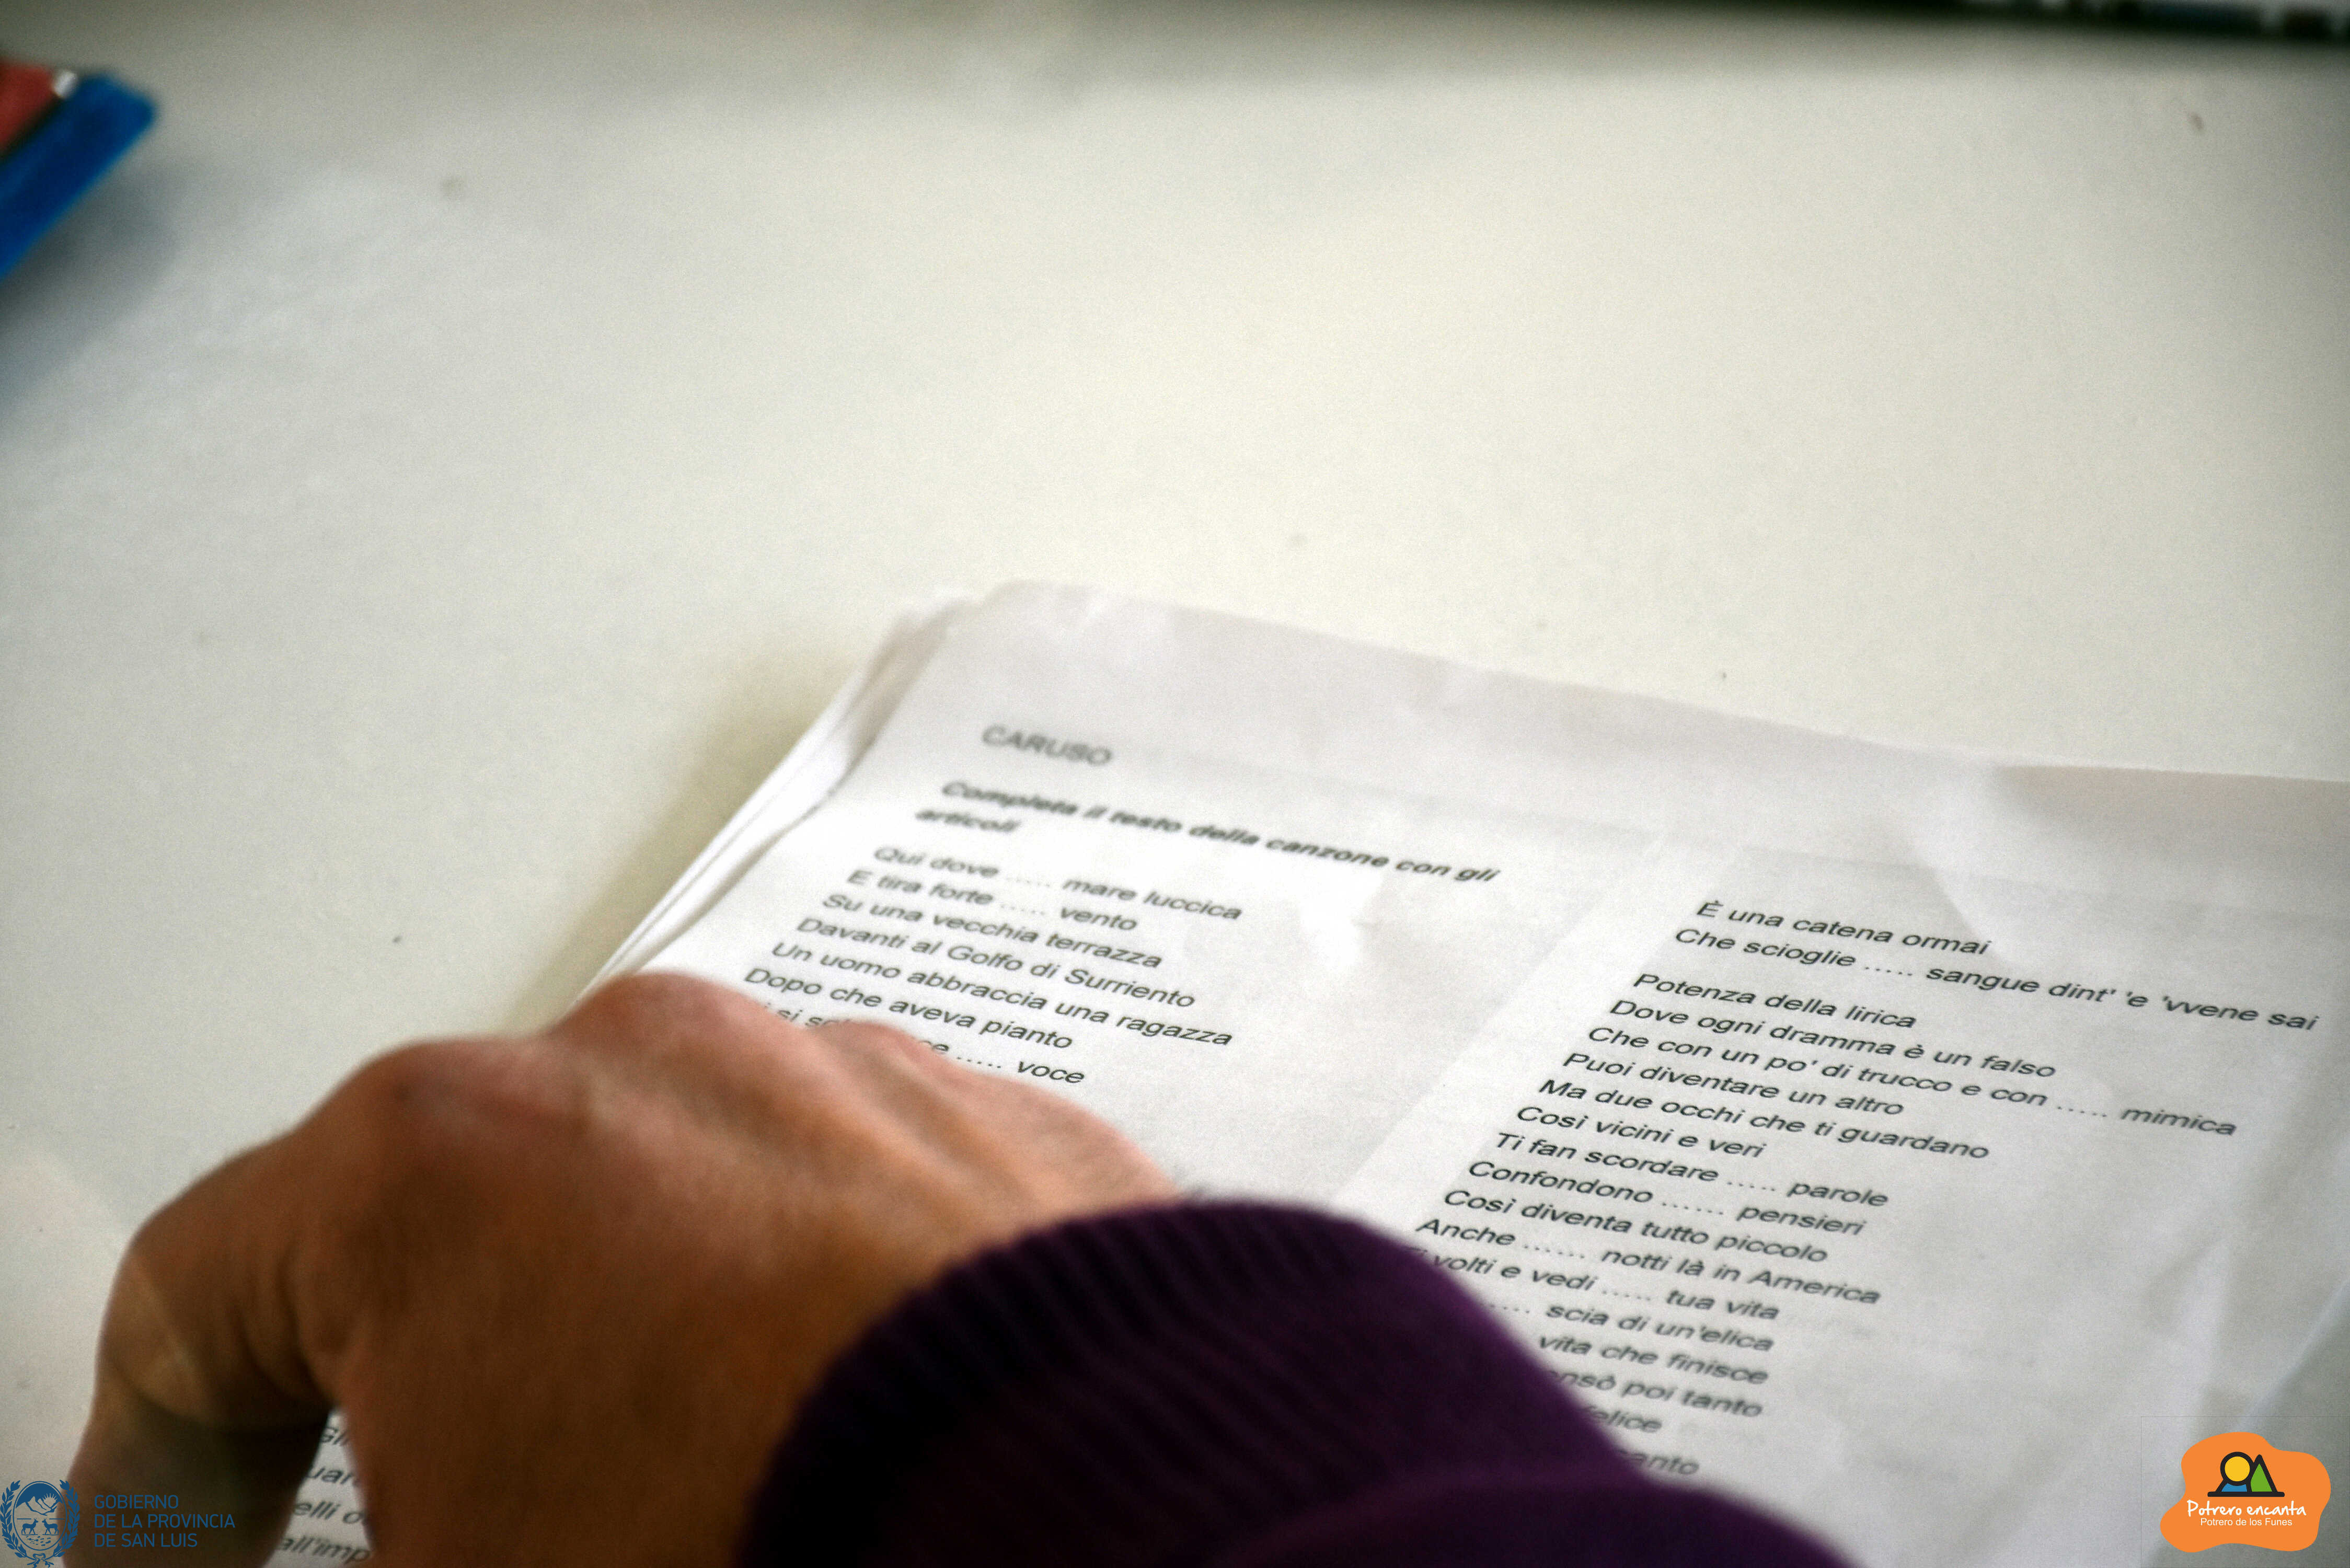 CARUSO
Completa il testo della canzone con gli
articoli
Qui dove ..... mare luccica
E tira forte ..... vento
Su una vecchia terrazza
Davanti al Golfo di Surriento
Un uomo abbraccia una ragazza
Dopo che aveva pianto
si
..... voce
È una catena ormai
Che scioglie ..... sangue dint' 'e 'vvene sai
Potenza della lirica
Dove ogni dramma è un falso
Che con un po' di trucco e con ..... mimica
Puoi diventare un altro
Ma due occhi che ti guardano
Così vicini e veri
Ti fan scordare ..... parole
Confondono ...... pensieri
Così diventa tutto piccolo
Anche ...... notti là in America
volti e vedi ..... tua vita
scia di un'elica
vita che finisce
poi tanto
GOBIERNO
DE LA PROVINCIA
DE SAN LUIS
Potrero encanta
Potrero de los Funes